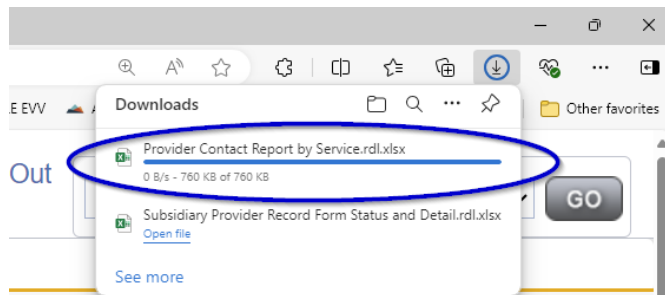 A
E EVV
Downloads
Other favorites
Provider Contact Report by Service.rdl.xlsx
0 B/s - 760 KB of 760 KB
Out
GO
Subsidiary Provider Record Form Status and Detail.rdl.xlsx
Open file
See more